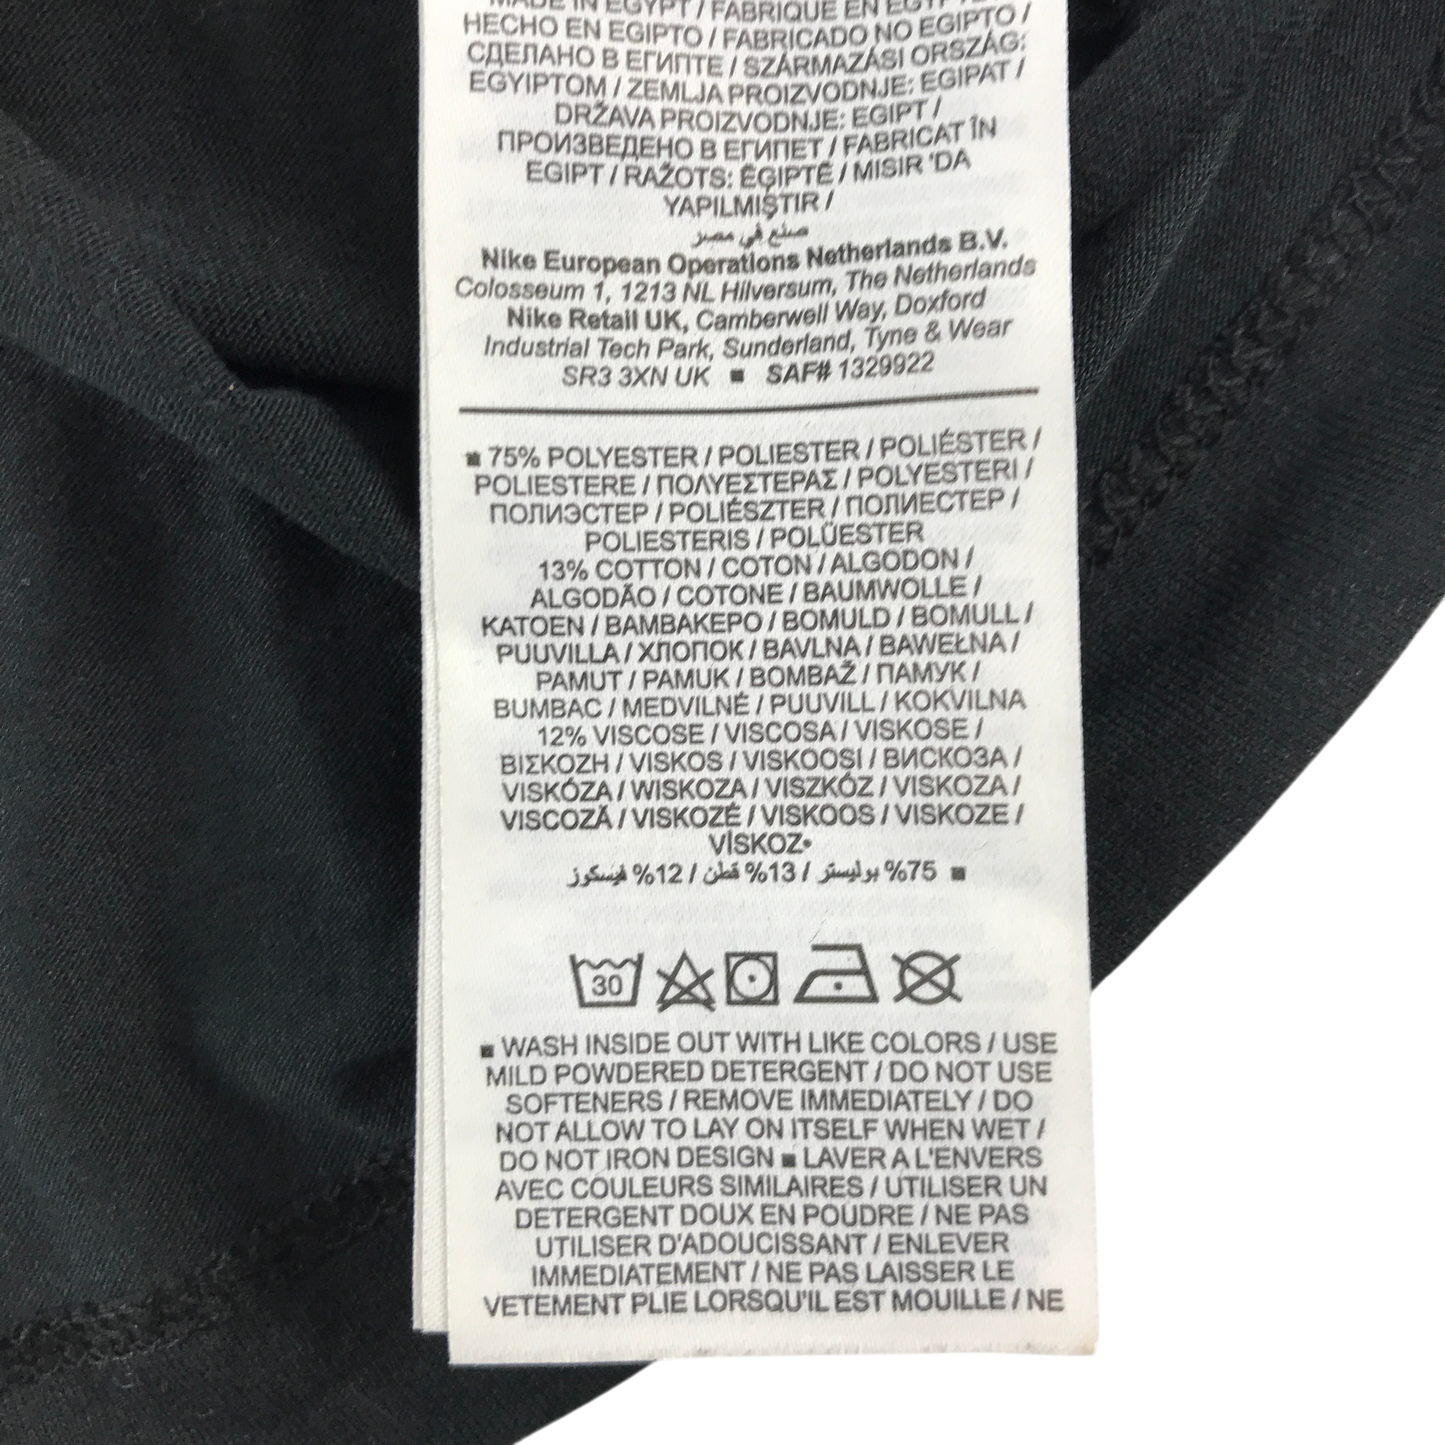 MADE IN EGYPT / FABRIQUE EN EGYPTE
HECHO EN EGIPTO / FABRICADO NO EGIPTO /
СДЕЛАНО В ЕГИПТЕ / SZÁRMAZÁSI ORSZÁG:
EGYIPTOM / ZEMLJA PROIZVODNJE: EGIPAT /
DRŽAVA PROIZVODNJE: EGIPT /
ПРОИЗВЕДЕНО В ЕГИПЕТ / FABRICAT ÎN
EGIPT / RAŽOTS: ĒĢIPTĒ / MISIR 'DA
YAPILMIŞTIR /
صنع في مصر
Nike European Operations Netherlands B.V.
Colosseum 1, 1213 NL Hilversum, The Netherlands
Nike Retail UK, Camberwell Way, Doxford
Industrial Tech Park, Sunderland, Tyne & Wear
SR3 3XN UK ■ SAF# 1329922
■ 75% POLYESTER / POLIESTER / POLIÉSTER /
POLIESTERE / ΠΟΛΥΕΣΤΕΡΑΣ / POLYESTERI /
ПОЛИЭСТЕР / POLIÉSZTER / ПОЛИЕСТЕР /
POLIESTERIS / POLÜESTER
13% COTTON / COTON / ALGODON /
ALGODÃO / COTONE / BAUMWOLLE /
KATOEN / ΒΑΜΒΑΚΕΡΟ / BOMULD / BOMULL /
PUUVILLA / ХЛОПОК / BAVLNA / BAWEŁNA /
PAMUT / PAMUK / BOMBAŽ / ПАМУК /
BUMBAC / MEDVILNĖ / PUUVILL / KOKVILNA
12% VISCOSE / VISCOSA / VISKOSE /
ΒΙΣΚΟΖΗ / VISKOS / VISKOOSI / ВИСКОЗА /
VISKÓZA / WISKOZA / VISZKÓZ / VISKOZA /
VISCOZĂ / VISKOZĖ / VISKOOS / VISKOZE /
VİSKOZ•
■ 75% بوليستر / 13% قطن / 12% فيسكوز
30
■ WASH INSIDE OUT WITH LIKE COLORS / USE
MILD POWDERED DETERGENT / DO NOT USE
SOFTENERS / REMOVE IMMEDIATELY / DO
NOT ALLOW TO LAY ON ITSELF WHEN WET /
DO NOT IRON DESIGN ■ LAVER A L'ENVERS
AVEC COULEURS SIMILAIRES / UTILISER UN
DETERGENT DOUX EN POUDRE / NE PAS
UTILISER D'ADOUCISSANT / ENLEVER
IMMEDIATEMENT / NE PAS LAISSER LE
VETEMENT PLIE LORSQU'IL EST MOUILLE / NE